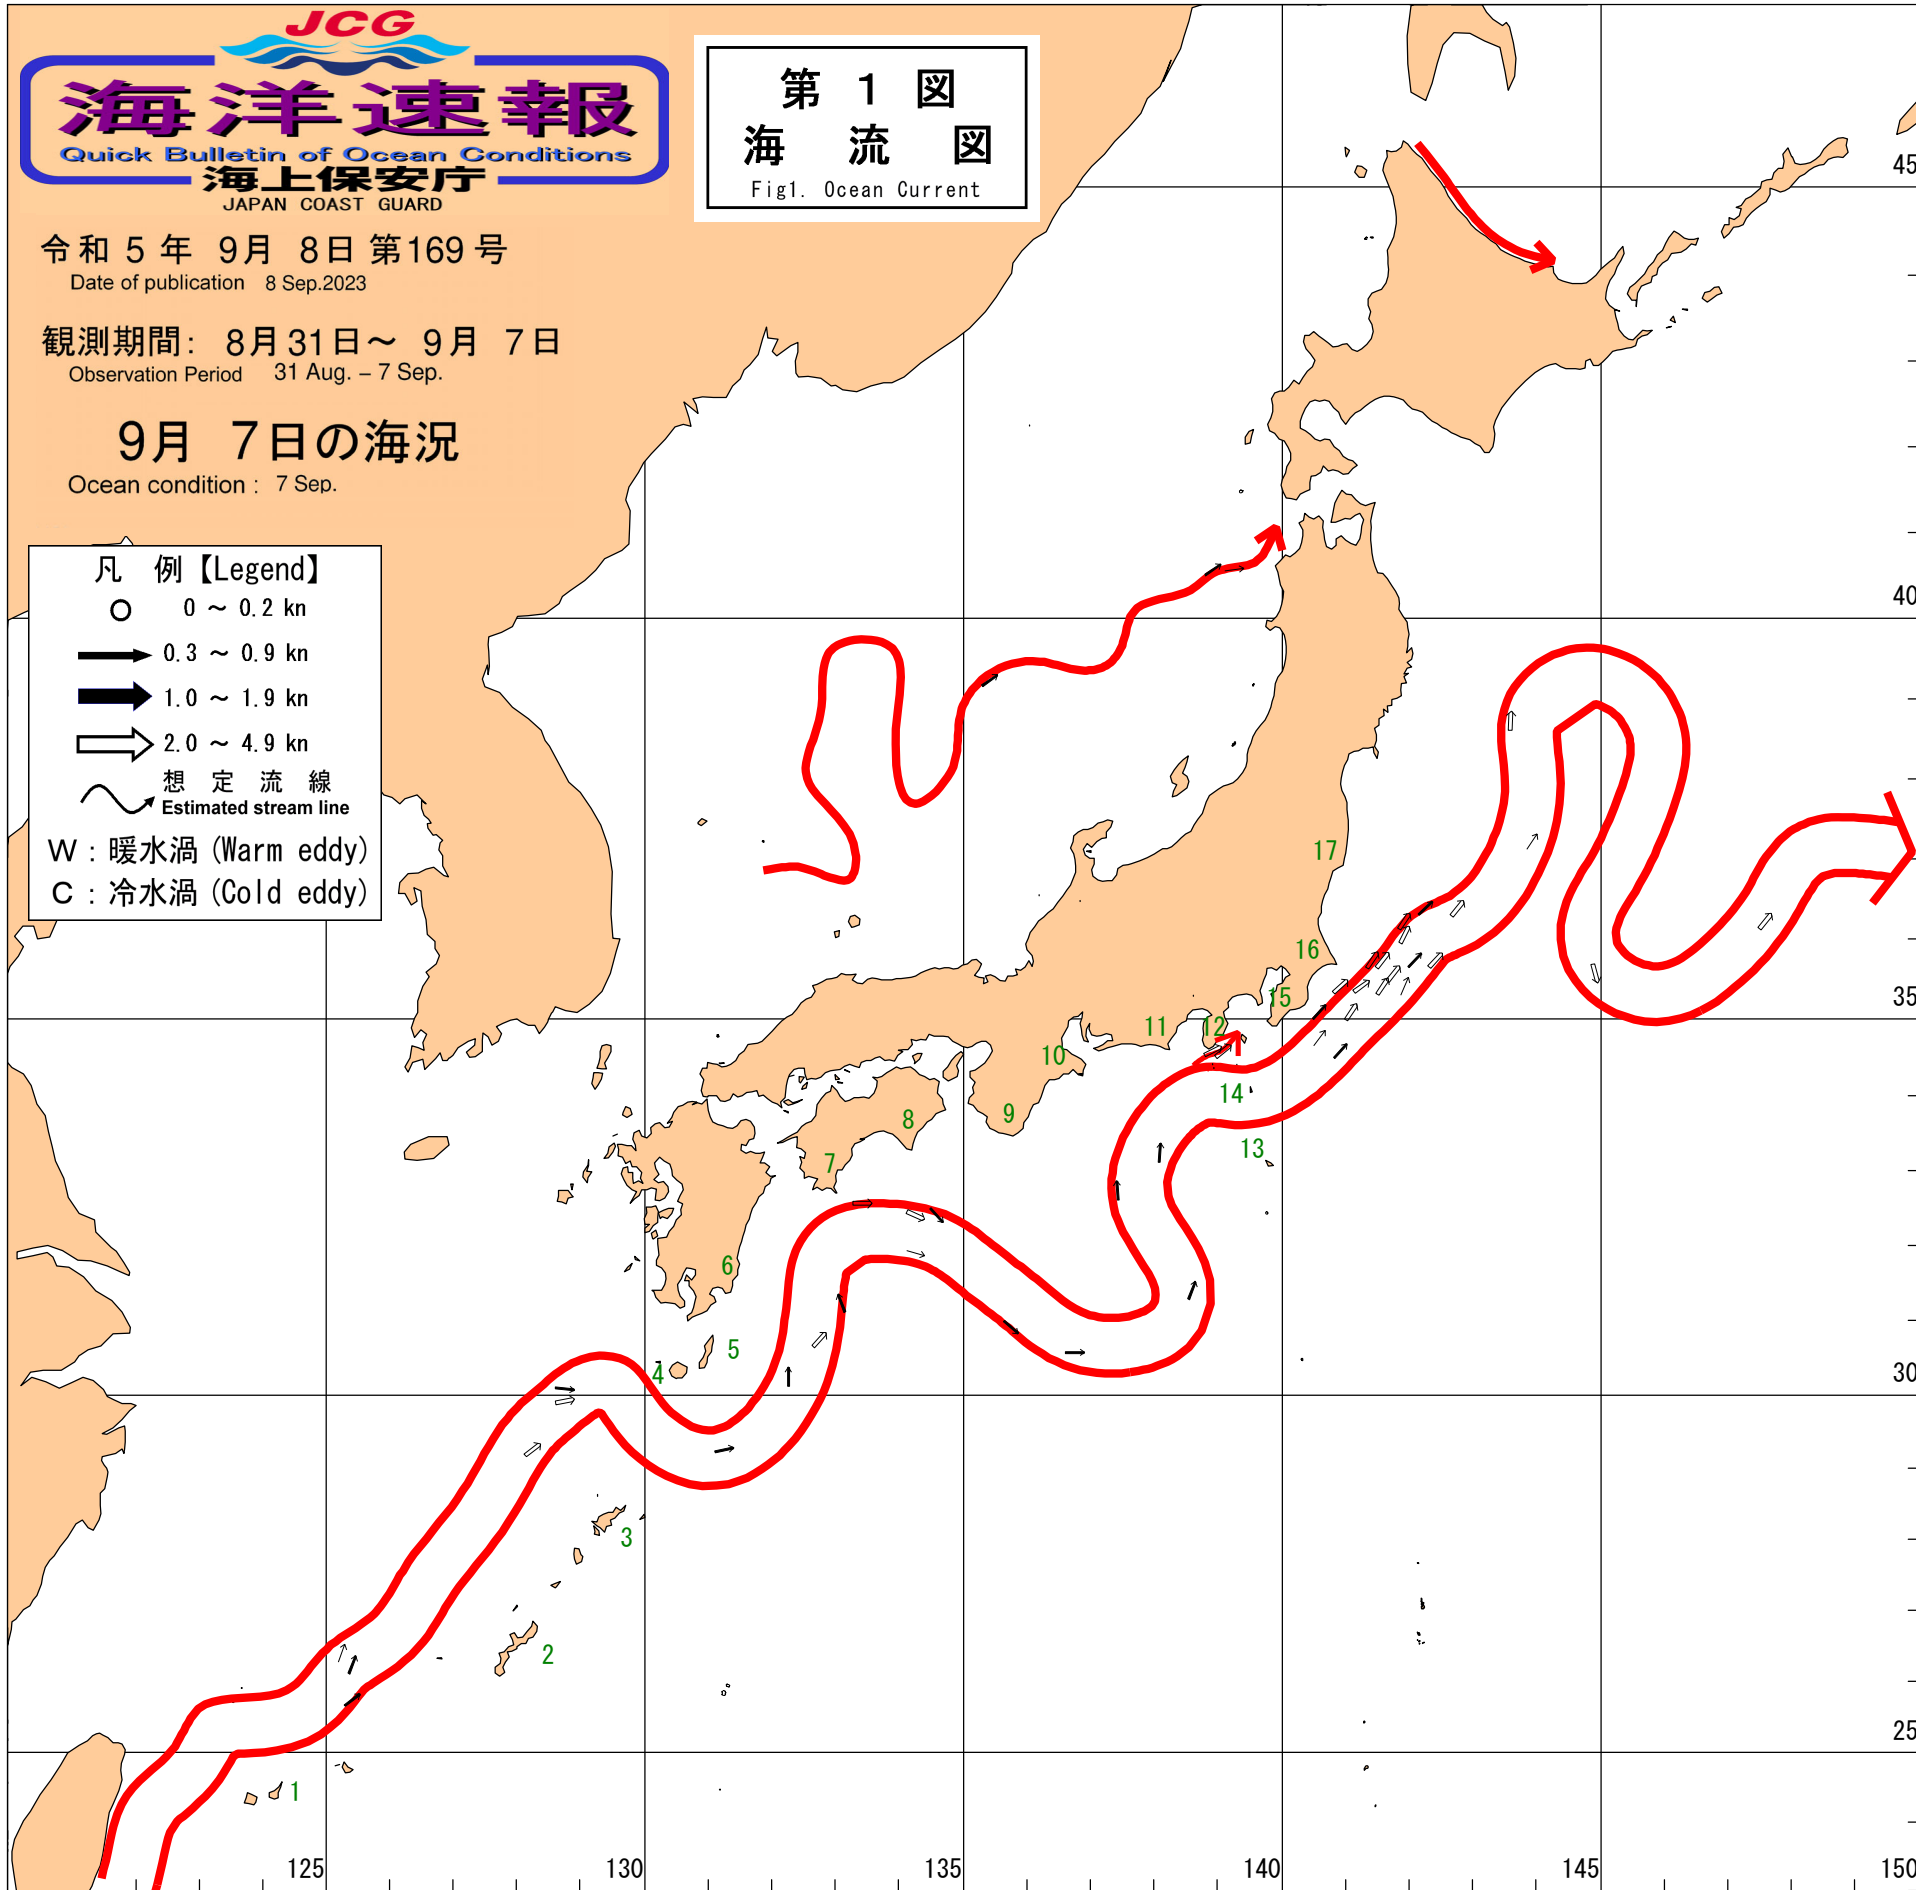 JCG
海洋速報
Quick Bulletin of Ocean Conditions
海上保安庁
JAPAN COAST GUARD
令和 5 年 9月 8日 第169号
Date of publication 8 Sep.2023
観測期間: 8月31日～ 9月 7日
Observation Period 31 Aug. – 7 Sep.
9月 7日の海況
Ocean condition : 7 Sep.
第 1 図
海 流 図
Fig1. Ocean Current
凡 例【Legend】
0 ～ 0.2 kn
0.3 ～ 0.9 kn
1.0 ～ 1.9 kn
2.0 ～ 4.9 kn
想 定 流 線
Estimated stream line
W : 暖水渦 (Warm eddy)
C : 冷水渦 (Cold eddy)
45
40
35
30
25
17
16
15
12
11
10
14
9
8
13
7
6
5
4
3
2
1
125
130
135
140
145
150